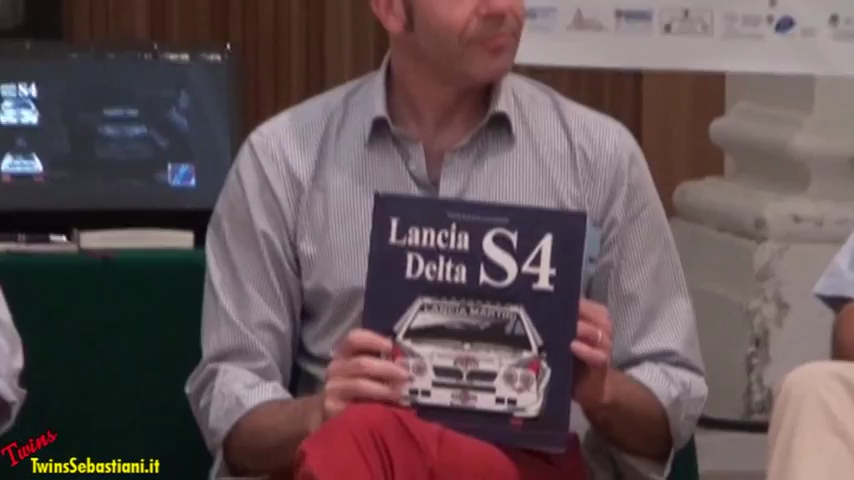 S4
Lancia
Delta
S4
LANCIA MARTINI
Twins
TwinsSebastiani.it